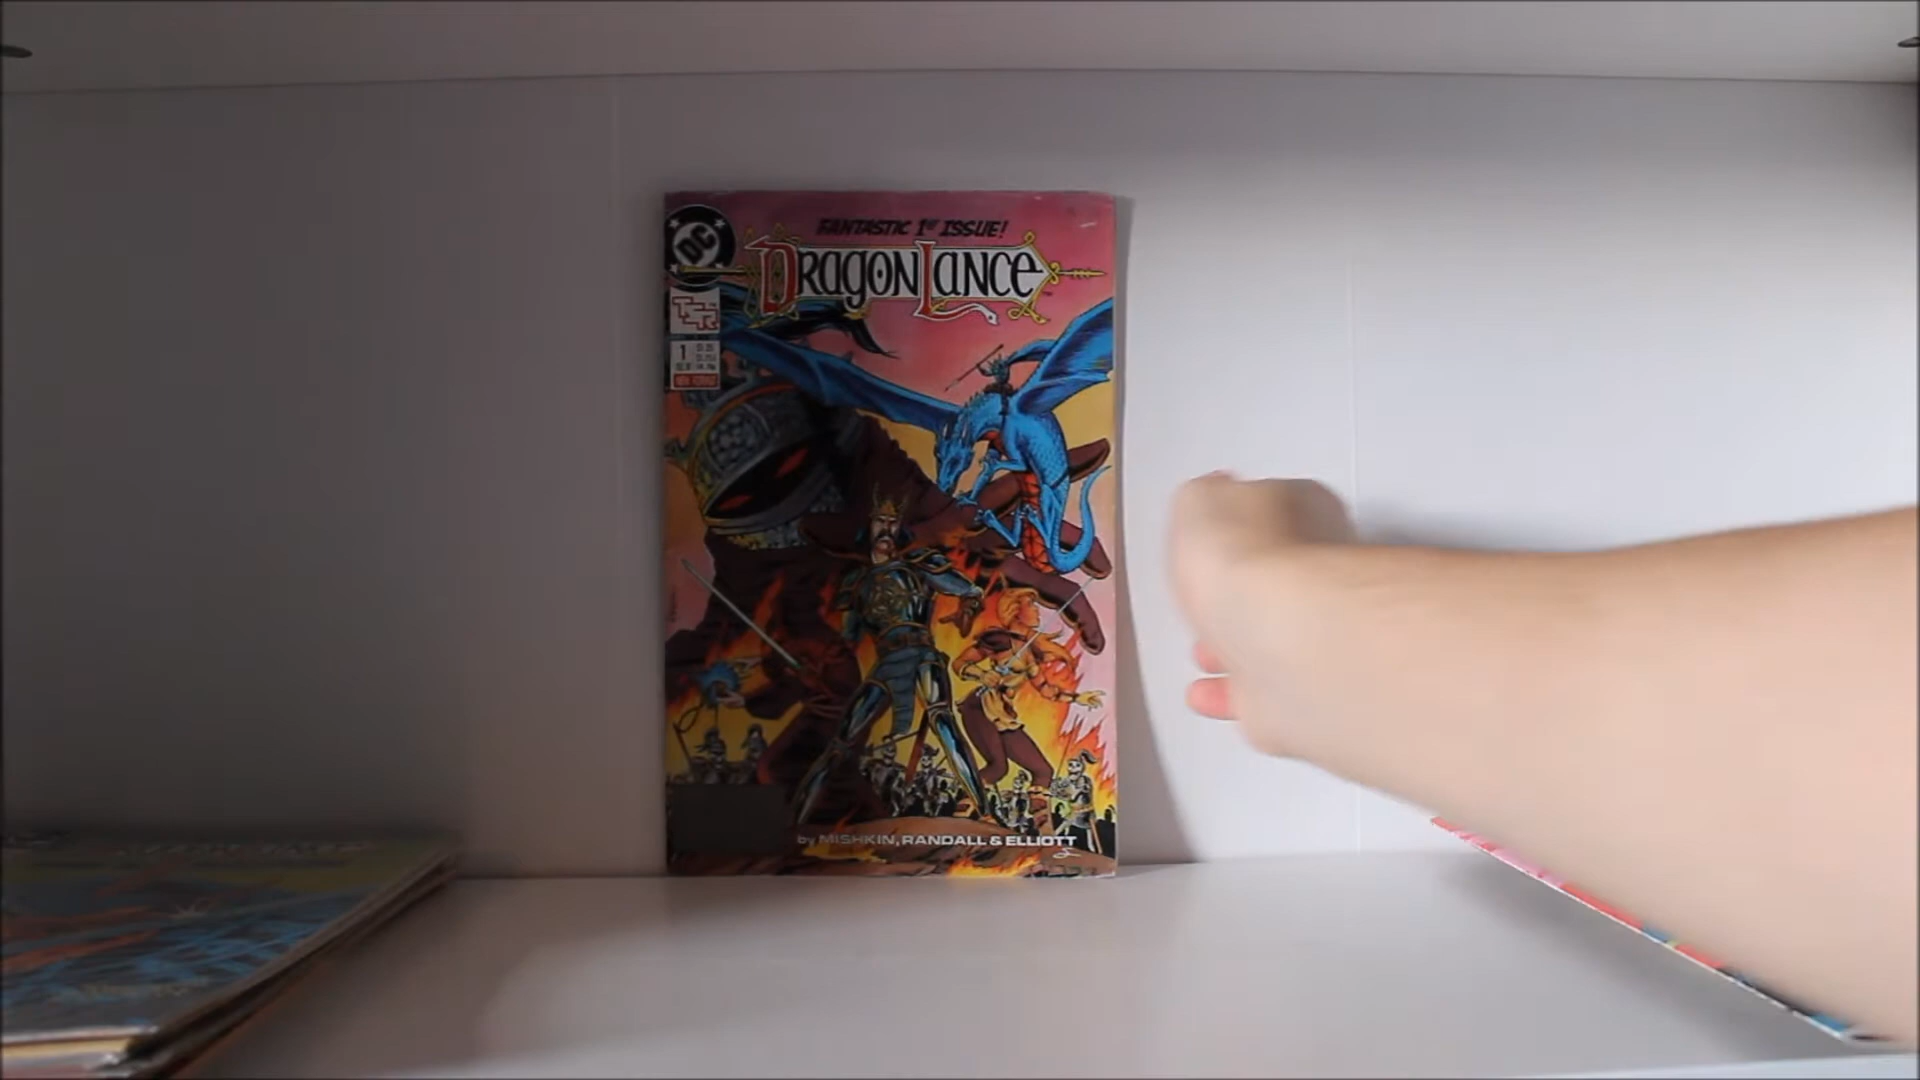 FANTASTIC 1ST ISSUE!
DC
DRAGONLANCE
TSR
1
by MISHKIN, RANDALL & ELLIOTT